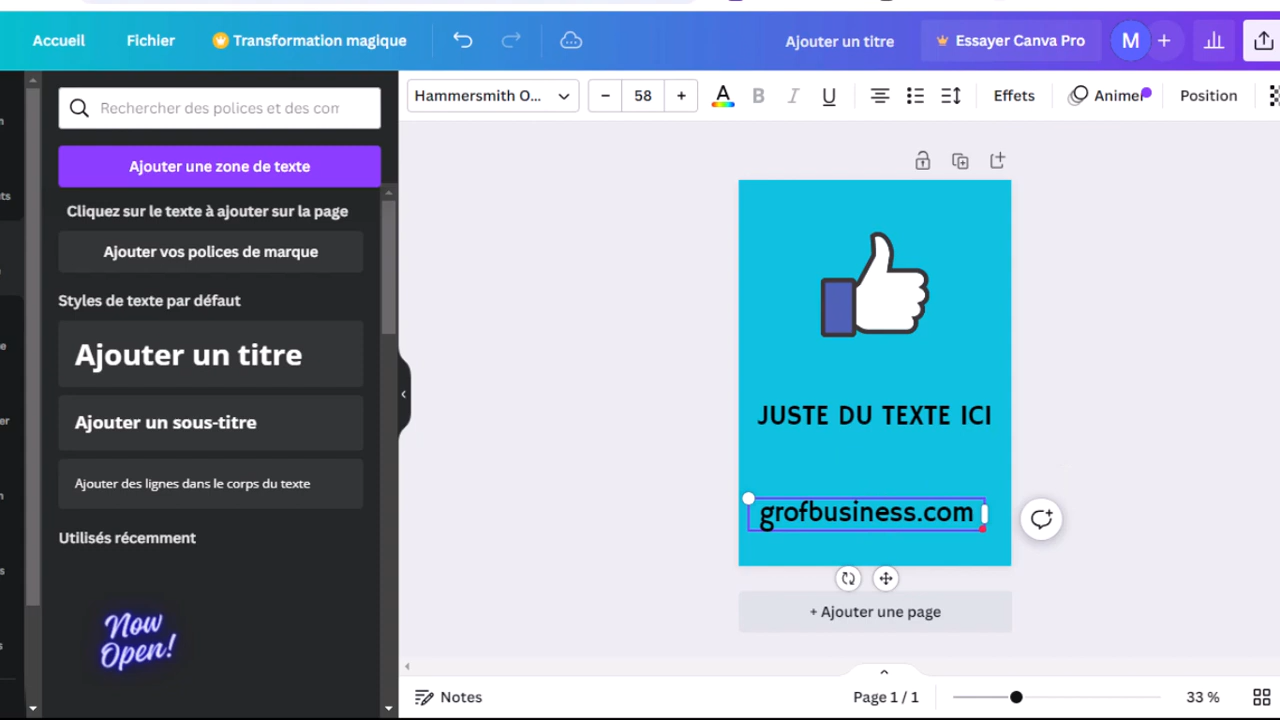 Accueil Fichier Transformation magique Ajouter un titre Essayer Canva Pro M
Rechercher des polices et des com
Hammersmith O... 58 A B I U Effets Animer Position
Ajouter une zone de texte
Cliquez sur le texte à ajouter sur la page
Ajouter vos polices de marque
Styles de texte par défaut
Ajouter un titre
Ajouter un sous-titre
Ajouter des lignes dans le corps du texte
Utilisés récemment
Now
Open!
JUSTE DU TEXTE ICI
grofbusiness.com
+ Ajouter une page
Notes Page 1 / 1 33 %